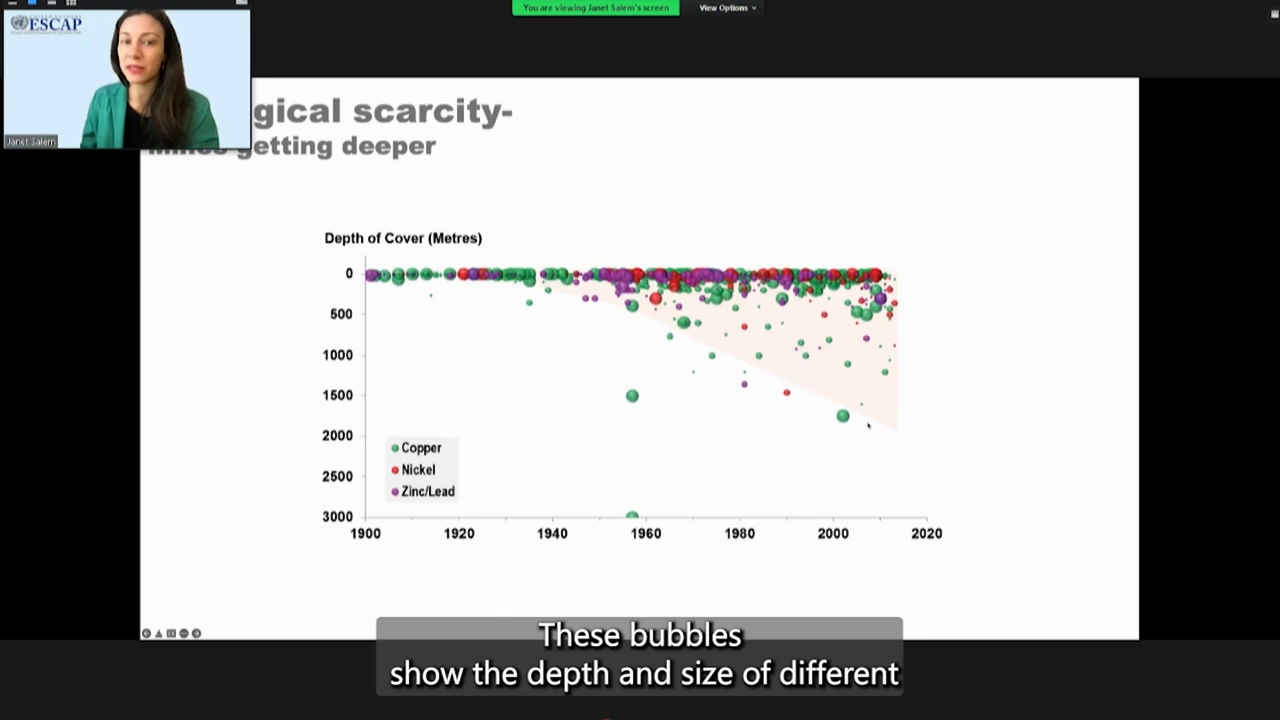 You are viewing Janet Salem's screen
View Options
ESCAP
Janet Salem
gical scarcity-
getting deeper
Depth of Cover (Metres)
0
500
1000
1500
2000
2500
3000
Copper
Nickel
Zinc/Lead
1900 1920 1940 1960 1980 2000 2020
These bubbles
show the depth and size of different